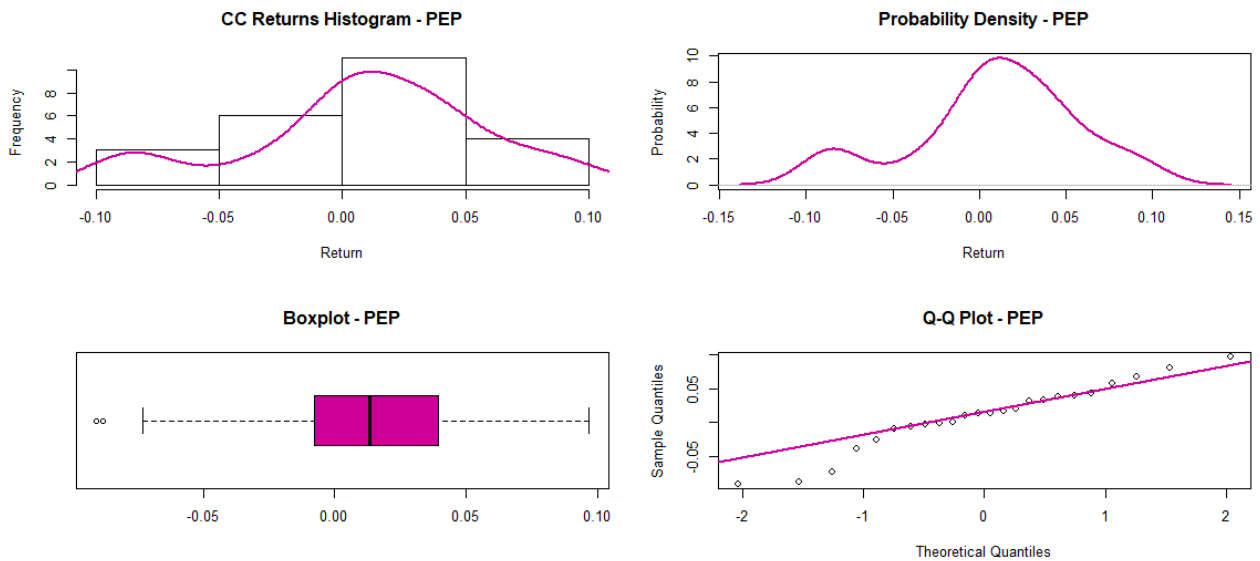 CC Returns Histogram - PEP
Frequency
0 2 4 6 8
-0.10 -0.05 0.00 0.05 0.10
Return
Probability Density - PEP
Probability
0 2 4 6 8 10
-0.15 -0.10 -0.05 0.00 0.05 0.10 0.15
Return
Boxplot - PEP
-0.05 0.00 0.05 0.10
Q-Q Plot - PEP
Sample Quantiles
-0.05 0.05
-2 -1 0 1 2
Theoretical Quantiles